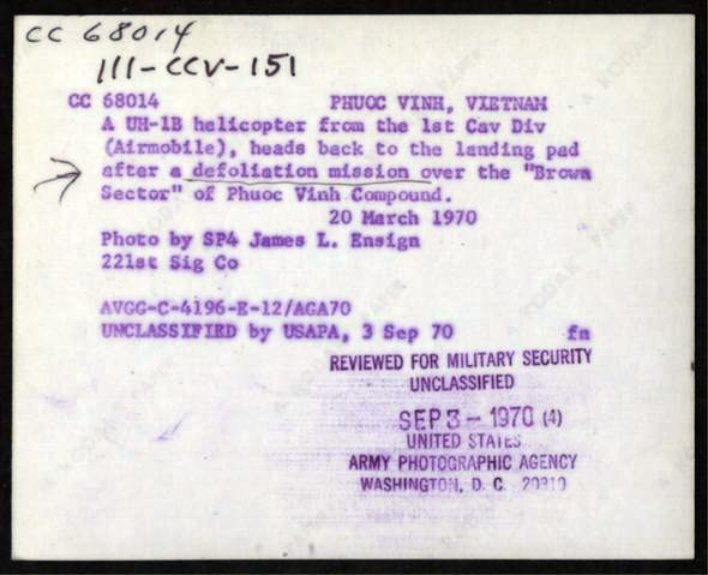 CC 68014
111-CCV-151
CC 68014 PHUOC VINH, VIETNAM
A UH-1B helicopter from the 1st Cav Div
(Airmobile), heads back to the landing pad
after a defoliation mission over the "Brown
Sector" of Phuoc Vinh Compound.
20 March 1970
Photo by SP4 James L. Ensign
221st Sig Co
AVGG-C-4196-E-12/AGA70
UNCLASSIFIED by USAPA, 3 Sep 70 fn
REVIEWED FOR MILITARY SECURITY
UNCLASSIFIED
SEP 3 - 1970 (4)
UNITED STATES
ARMY PHOTOGRAPHIC AGENCY
WASHINGTON, D. C. 20310